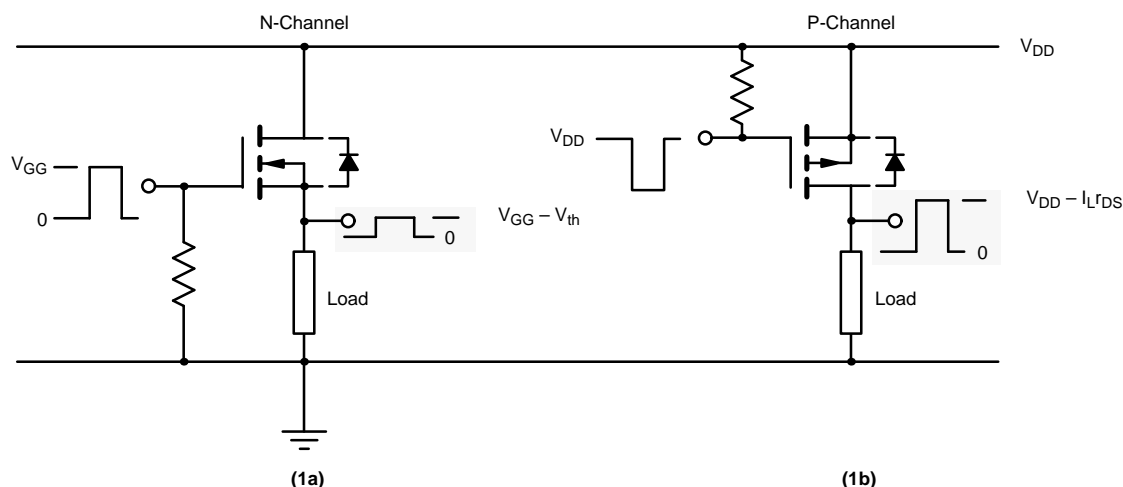 N-Channel
P-Channel
V_DD
V_DD
V_GG
0
V_GG – V_th
0
V_DD – I_L r_DS
0
Load
Load
(1a)
(1b)